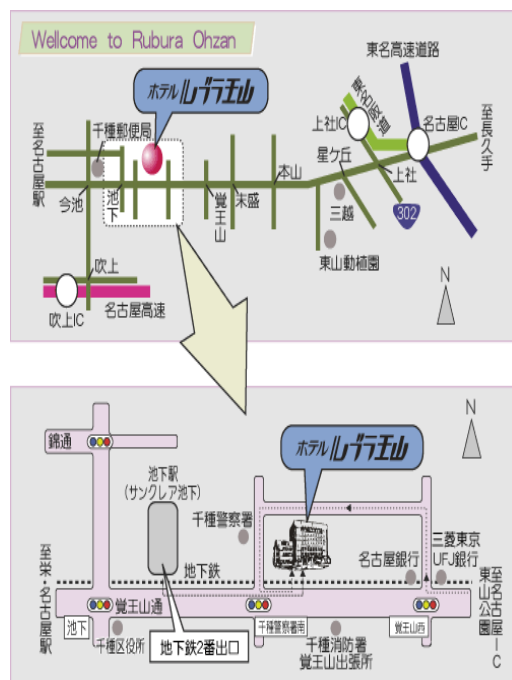 Wellcome to Rubura Ohzan
ホテルルブラ王山
東名高速道路
東名阪道
上社IC
名古屋IC
至長久手
至名古屋駅
千種郵便局
今池
池下
覚王山
末盛
本山
星ケ丘
上社
三越
302
東山動植園
吹上
吹上IC
名古屋高速
N
N
錦通
ホテルルブラ王山
池下駅
(サンクレア池下)
千種警察署
三菱東京
UFJ銀行
名古屋銀行
地下鉄
至栄・名古屋駅
東山公園
至名古屋IC
覚王山通
池下
千種区役所
地下鉄2番出口
千種警察署南
千種消防署
覚王山出張所
覚王山西